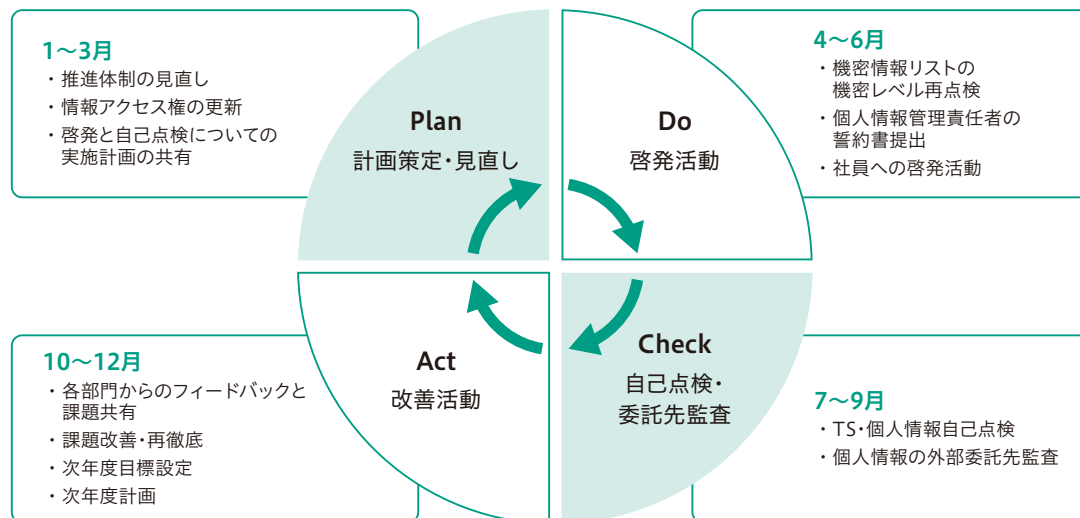 1〜3月
・推進体制の見直し
・情報アクセス権の更新
・啓発と自己点検についての
実施計画の共有
Plan
計画策定・見直し
Do
啓発活動
4〜6月
・機密情報リストの
機密レベル再点検
・個人情報管理責任者の
誓約書提出
・社員への啓発活動
10〜12月
・各部門からのフィードバックと
課題共有
・課題改善・再徹底
・次年度目標設定
・次年度計画
Act
改善活動
Check
自己点検・
委託先監査
7〜9月
・TS・個人情報自己点検
・個人情報の外部委託先監査